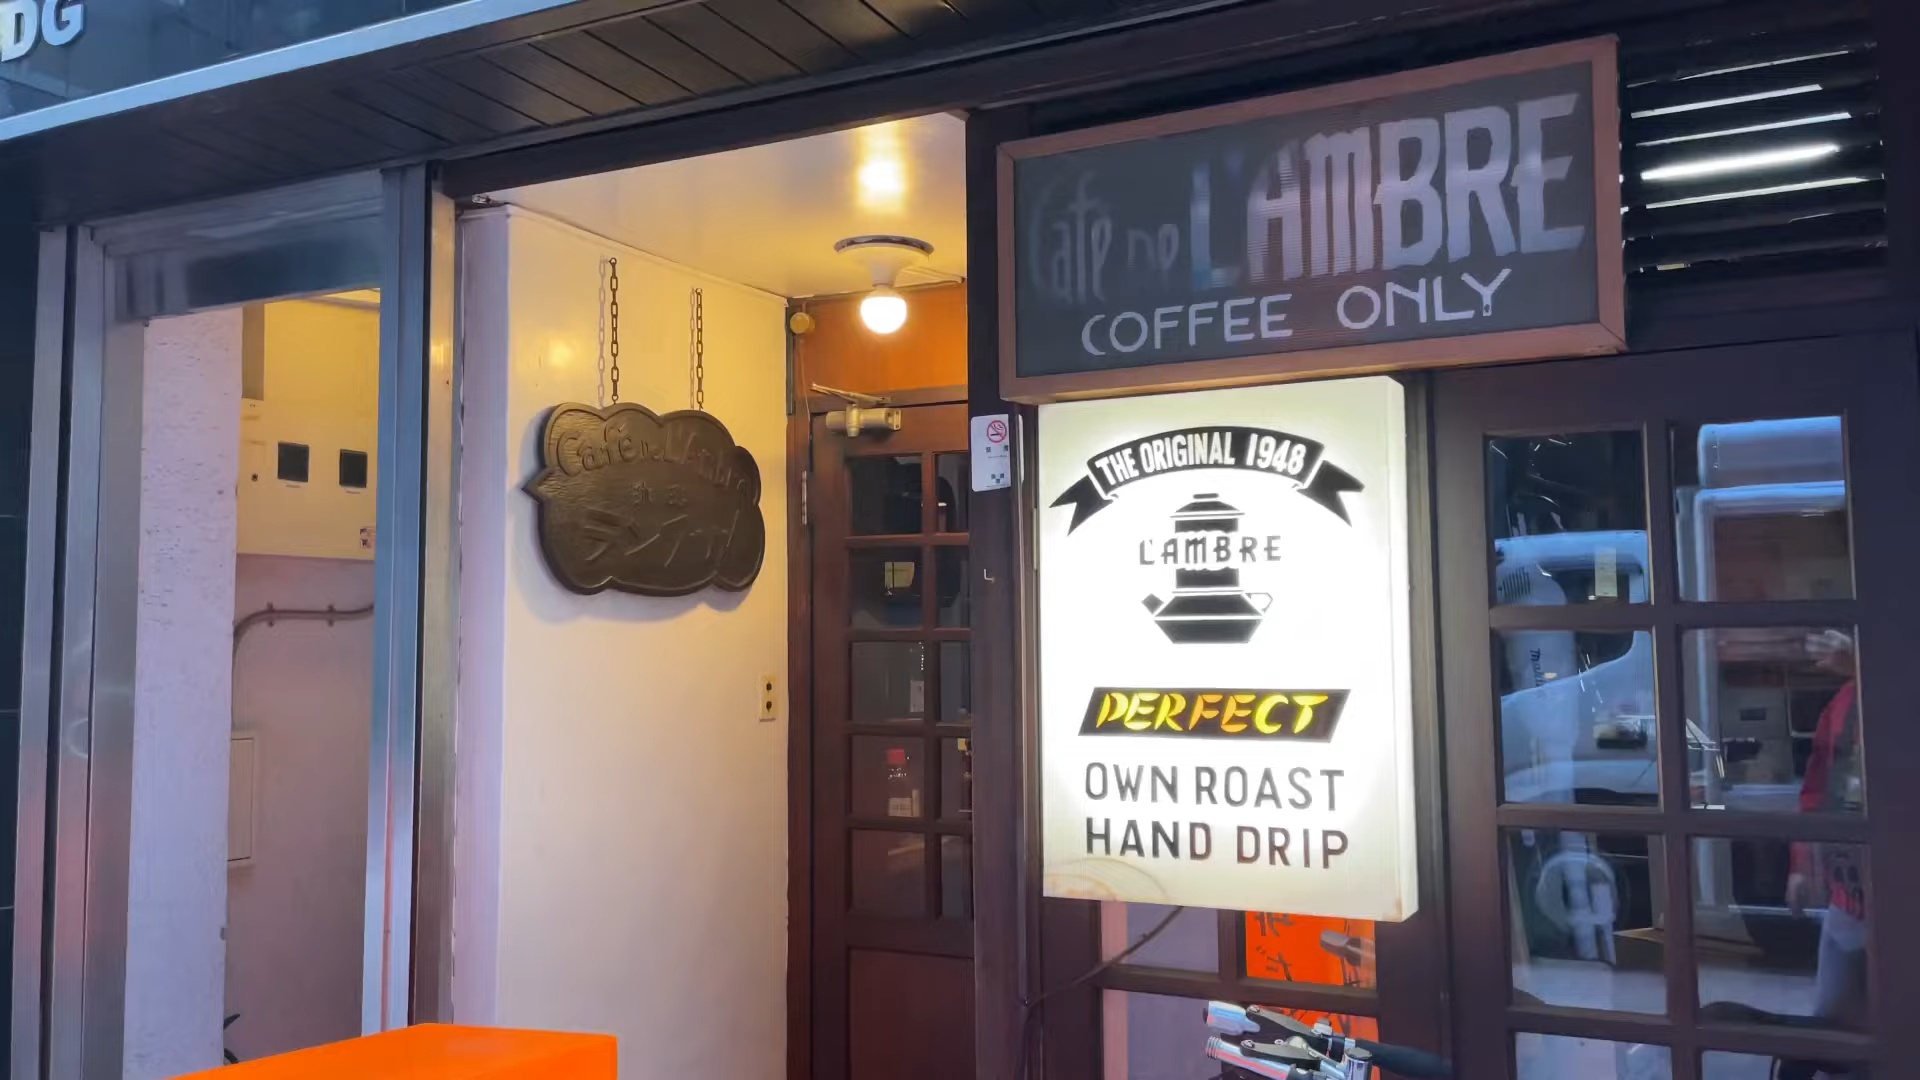 DG
Café DE L'AMBRE
COFFEE ONLY
Café DE L'Ambre
ランブル
THE ORIGINAL 1948
L'AMBRE
PERFECT
OWN ROAST
HAND DRIP